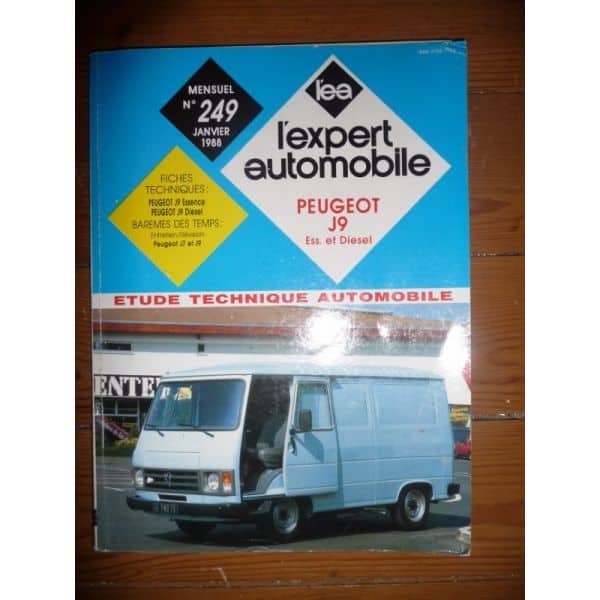 MENSUEL
N° 249
JANVIER
1988
l'ea
l'expert
automobile
PEUGEOT
J9
Ess. et Diesel
FICHES
TECHNIQUES :
PEUGEOT J9 Essence
PEUGEOT J9 Diesel
BAREMES DES TEMPS :
Entretien/Révision
Peugeot J7 et J9
ETUDE TECHNIQUE AUTOMOBILE
ENTE